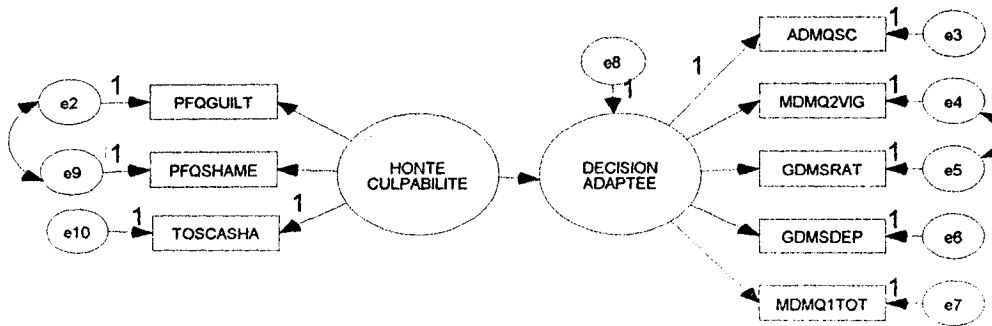 ADMQSC
1
e3
e8
1
1
e2
1
PFQGUILT
MDMQ2VIG
1
e4
e9
1
PFQSHAME
HONTE
CULPABILITE
DECISION
ADAPTEE
GDMSRAT
1
e5
e10
1
TOSCASHA
1
GDMSDEP
1
e6
MDMQ1TOT
1
e7